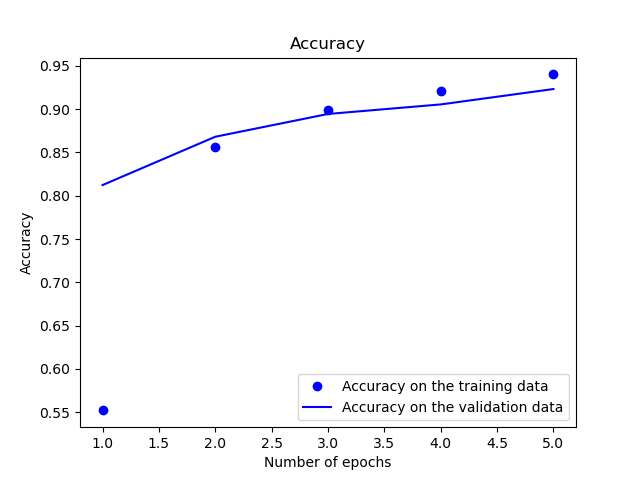 Accuracy
0.95
0.90
0.85
0.80
0.75
0.70
0.65
0.60
0.55
Accuracy
Accuracy on the training data
Accuracy on the validation data
1.0 1.5 2.0 2.5 3.0 3.5 4.0 4.5 5.0
Number of epochs